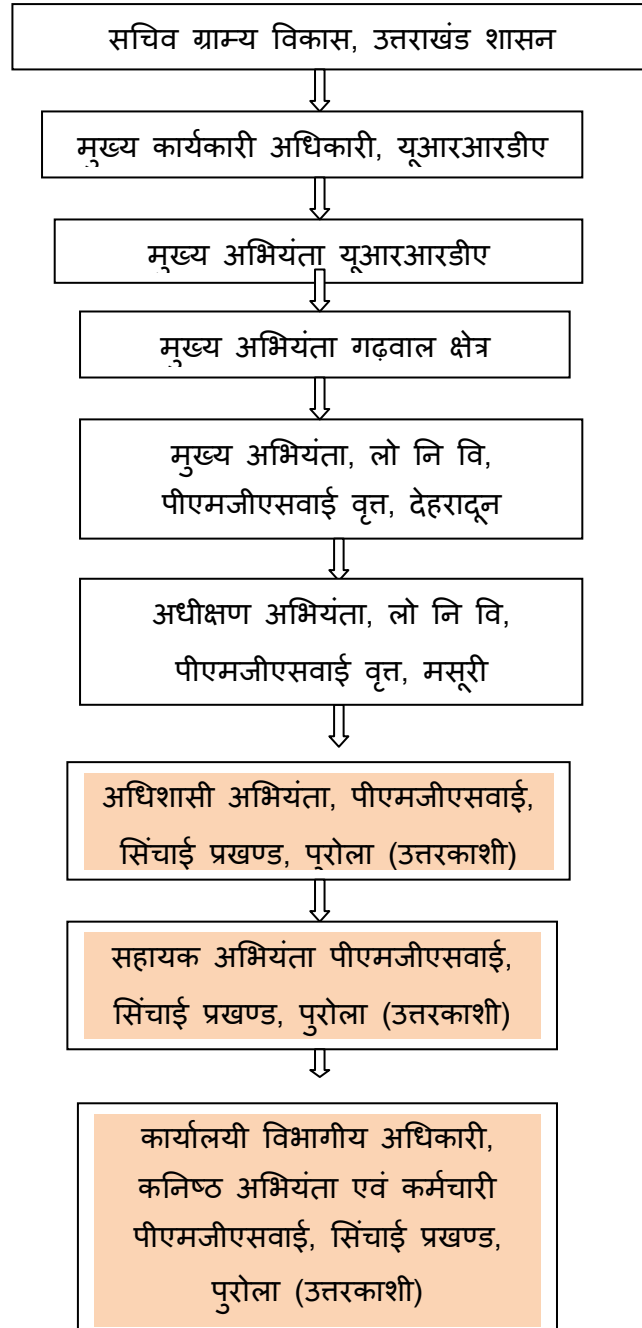 सचिव ग्राम्य विकास, उत्तराखंड शासन
मुख्य कार्यकारी अधिकारी, यूआरआरडीए
मुख्य अभियंता यूआरआरडीए
मुख्य अभियंता गढ़वाल क्षेत्र
मुख्य अभियंता, लो नि वि,
पीएमजीएसवाई वृत्त, देहरादून
अधीक्षण अभियंता, लो नि वि,
पीएमजीएसवाई वृत्त, मसूरी
अधिशासी अभियंता, पीएमजीएसवाई,
सिंचाई प्रखण्ड, पुरोला (उत्तरकाशी)
सहायक अभियंता पीएमजीएसवाई,
सिंचाई प्रखण्ड, पुरोला (उत्तरकाशी)
कार्यालयी विभागीय अधिकारी,
कनिष्ठ अभियंता एवं कर्मचारी
पीएमजीएसवाई, सिंचाई प्रखण्ड,
पुरोला (उत्तरकाशी)